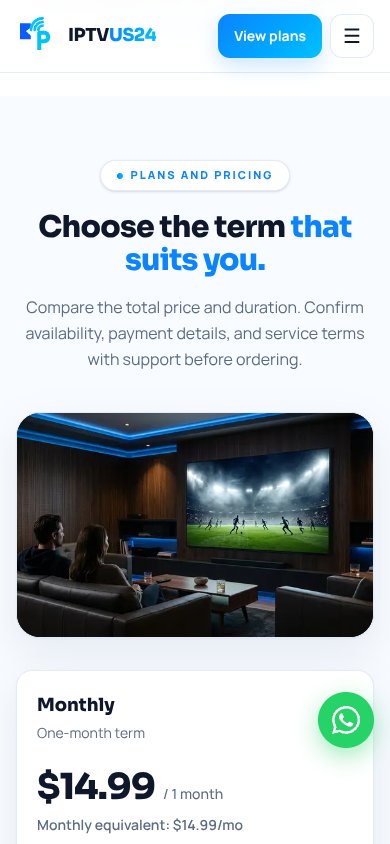 IPTVUS24
View plans
PLANS AND PRICING
Choose the term that
suits you.
Compare the total price and duration. Confirm
availability, payment details, and service terms
with support before ordering.
Monthly
One-month term
$14.99 / 1 month
Monthly equivalent: $14.99/mo